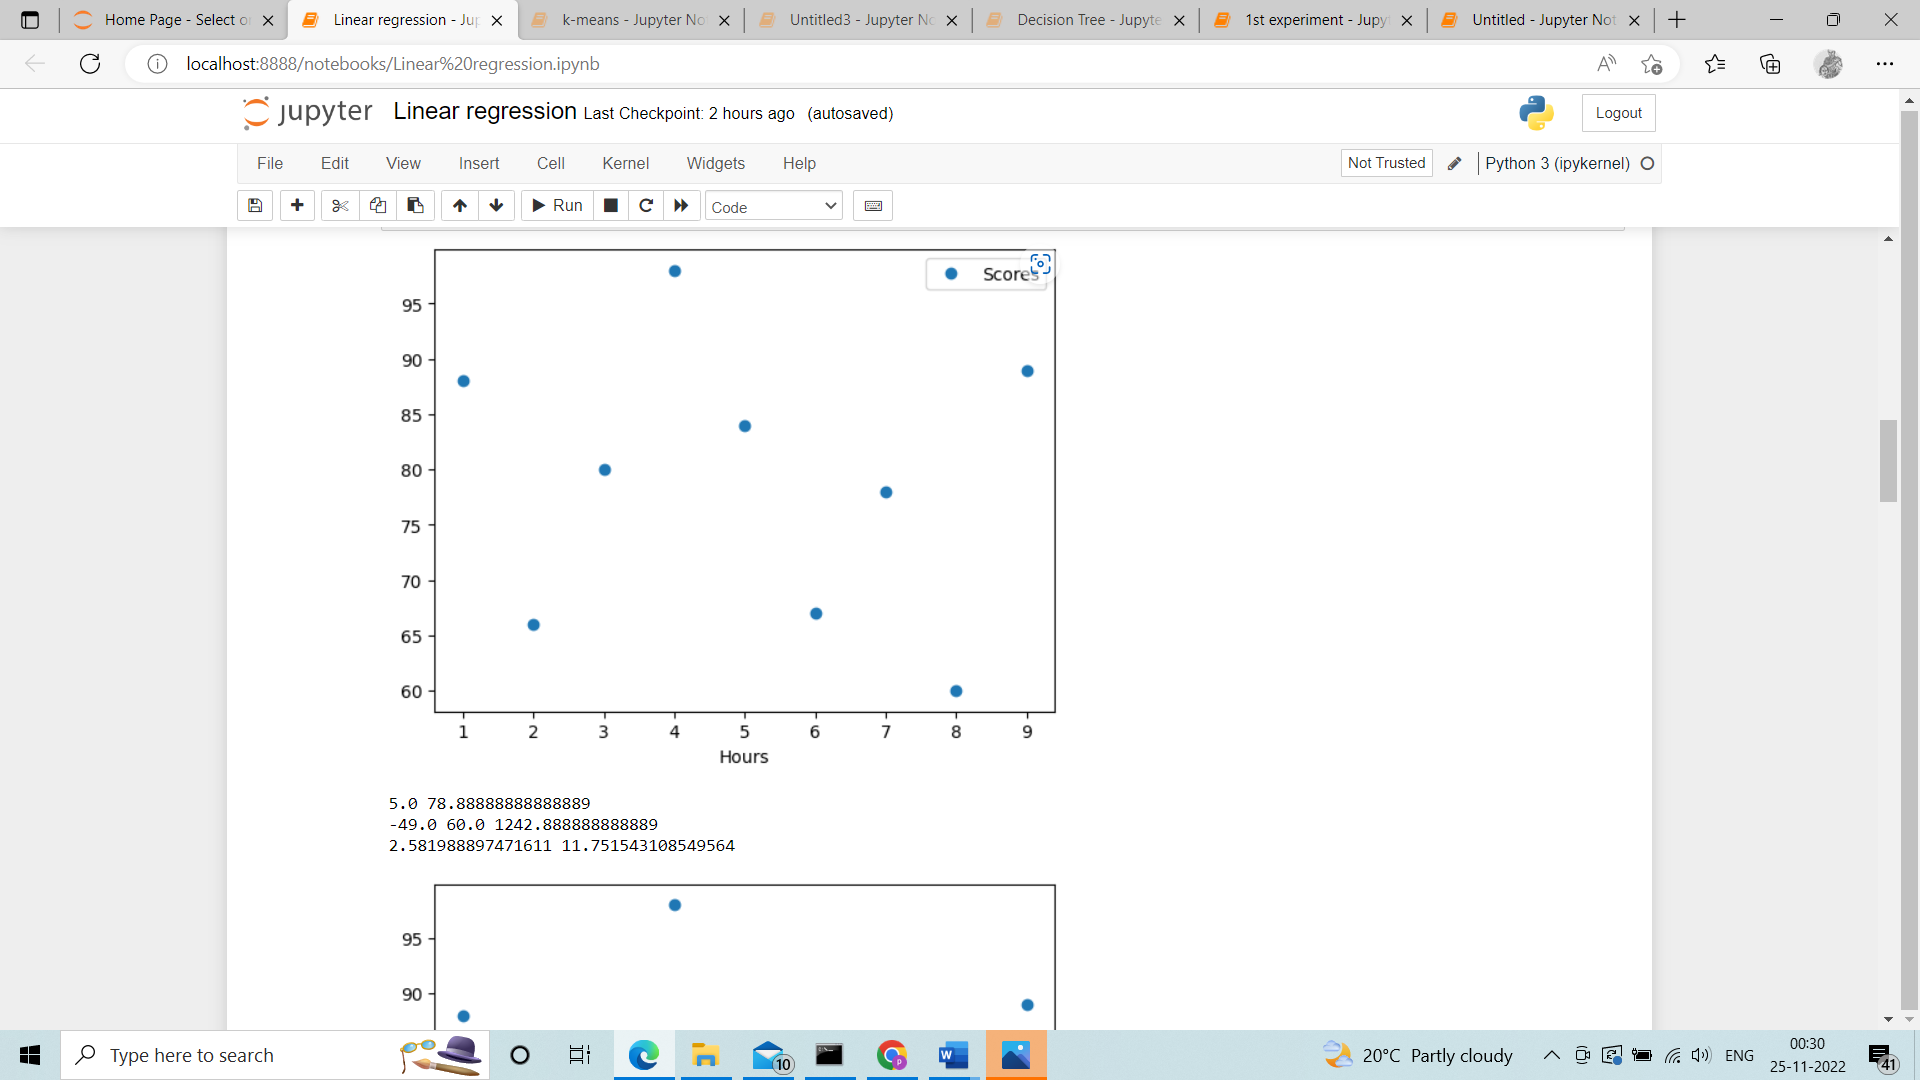 Home Page - Select o
Linear regression - Jup
k-means - Jupyter No
Untitled3 - Jupyter No
Decision Tree - Jupyte
1st experiment - Jupy
Untitled - Jupyter Not
localhost:8888/notebooks/Linear%20regression.ipynb
jupyter Linear regression Last Checkpoint: 2 hours ago (autosaved)
Logout
File Edit View Insert Cell Kernel Widgets Help
Not Trusted
Python 3 (ipykernel)
Run
Code
Scores
95
90
85
80
75
70
65
60
1 2 3 4 5 6 7 8 9
Hours
5.0 78.88888888888889
-49.0 60.0 1242.888888888889
2.581988897471611 11.751543108549564
95
90
Type here to search
10
20°C Partly cloudy
ENG
00:30
25-11-2022
41